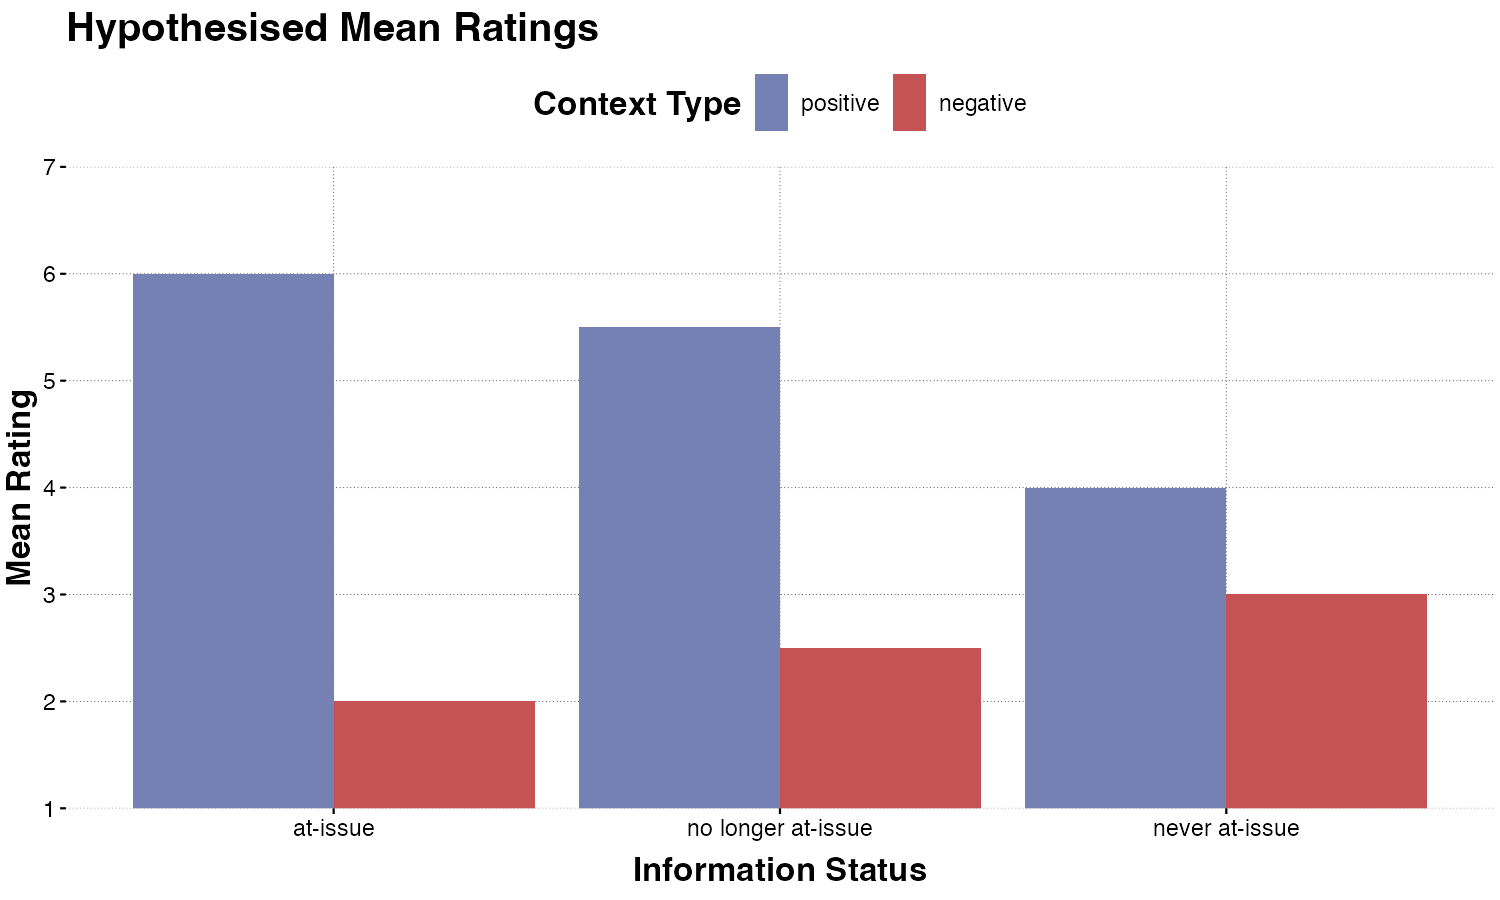 Hypothesised Mean Ratings
Context Type positive negative
7
6
5
4
3
2
1
Mean Rating
at-issue no longer at-issue never at-issue
Information Status